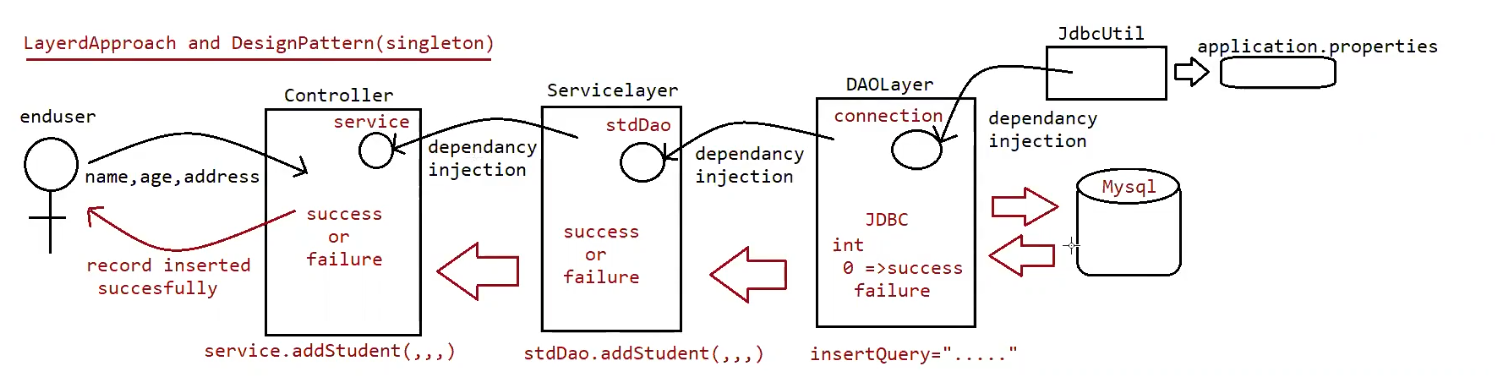 LayerdApproach and DesignPattern(singleton)
enduser
name,age,address
record inserted
succesfully
Controller
service
success
or
failure
service.addStudent(,,,)
dependancy
injection
Servicelayer
stdDao
success
or
failure
stdDao.addStudent(,,,)
dependancy
injection
DAOLayer
connection
JDBC
int
0 =>success
failure
insertQuery="....."
JdbcUtil
dependancy
injection
application.properties
Mysql